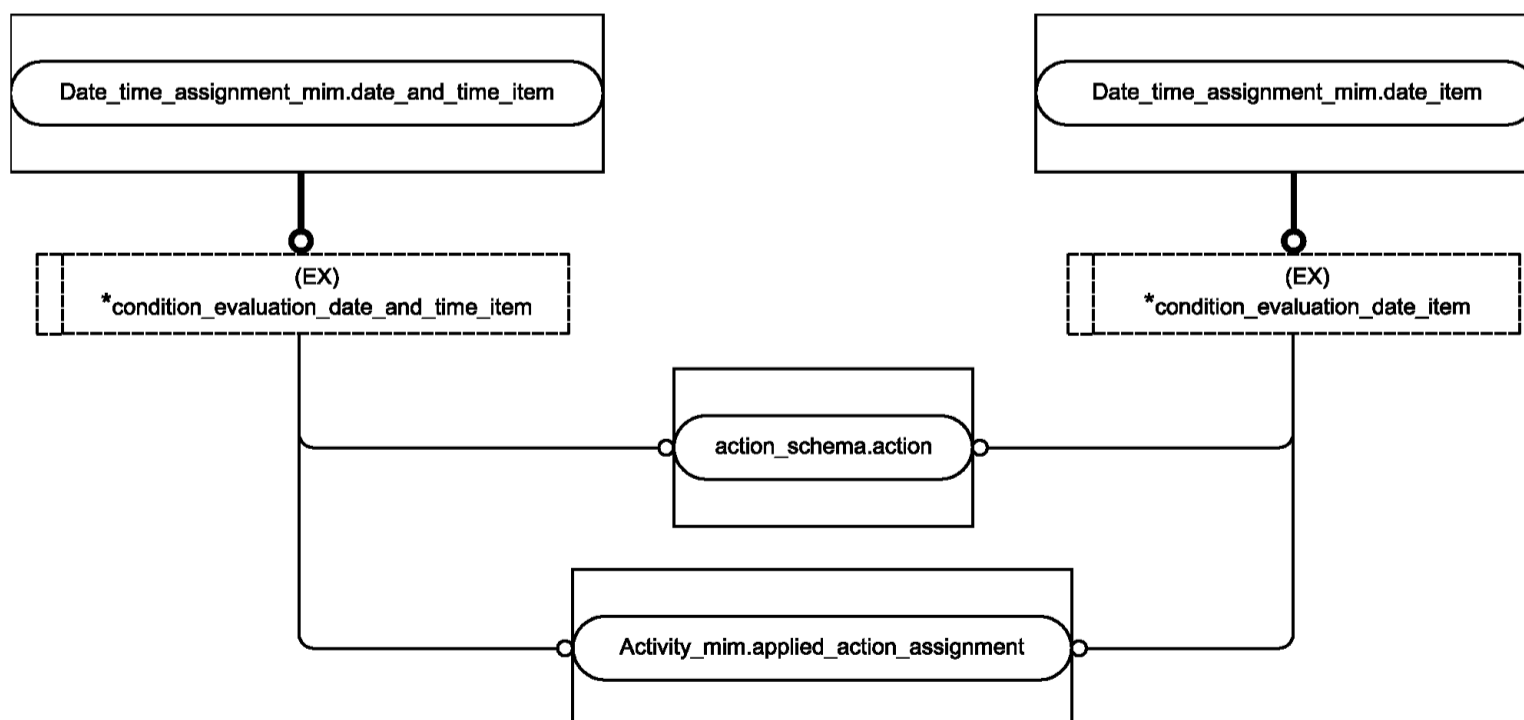 Date_time_assignment_mim.date_and_time_item
Date_time_assignment_mim.date_item
(EX)
*condition_evaluation_date_and_time_item
(EX)
*condition_evaluation_date_item
action_schema.action
Activity_mim.applied_action_assignment